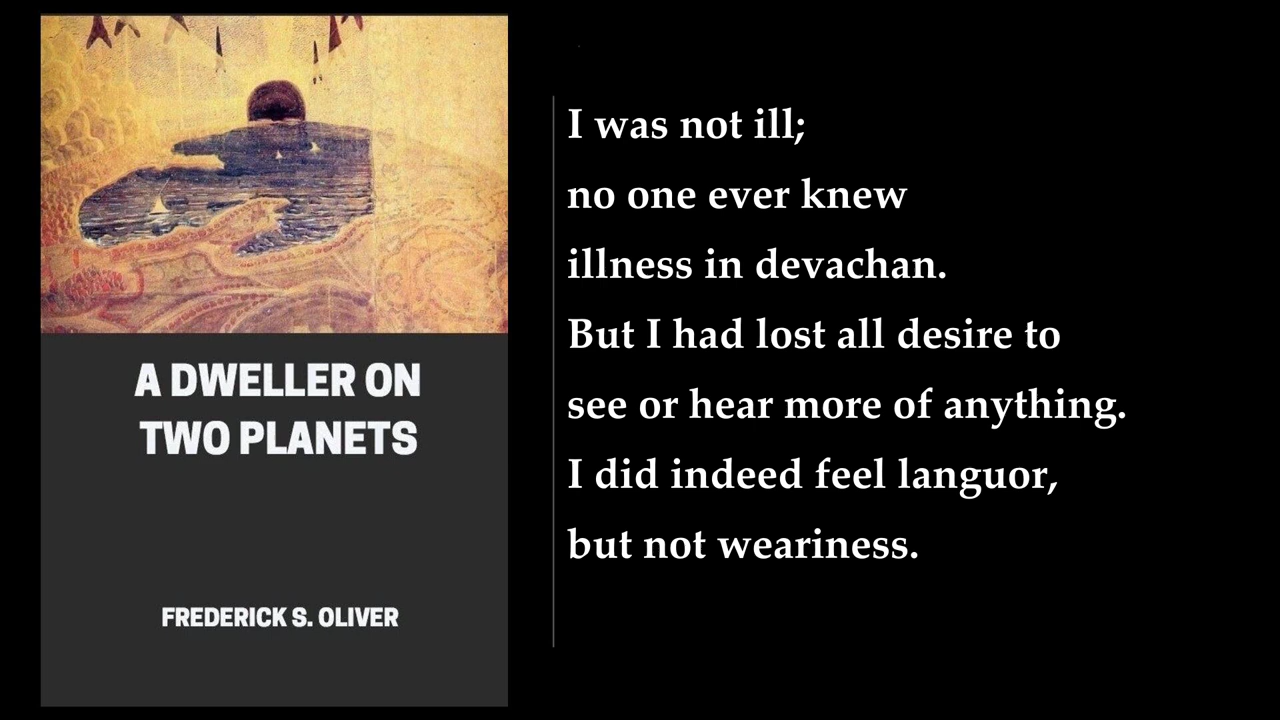 A DWELLER ON
TWO PLANETS
FREDERICK S. OLIVER
I was not ill;
no one ever knew
illness in devachan.
But I had lost all desire to
see or hear more of anything.
I did indeed feel languor,
but not weariness.